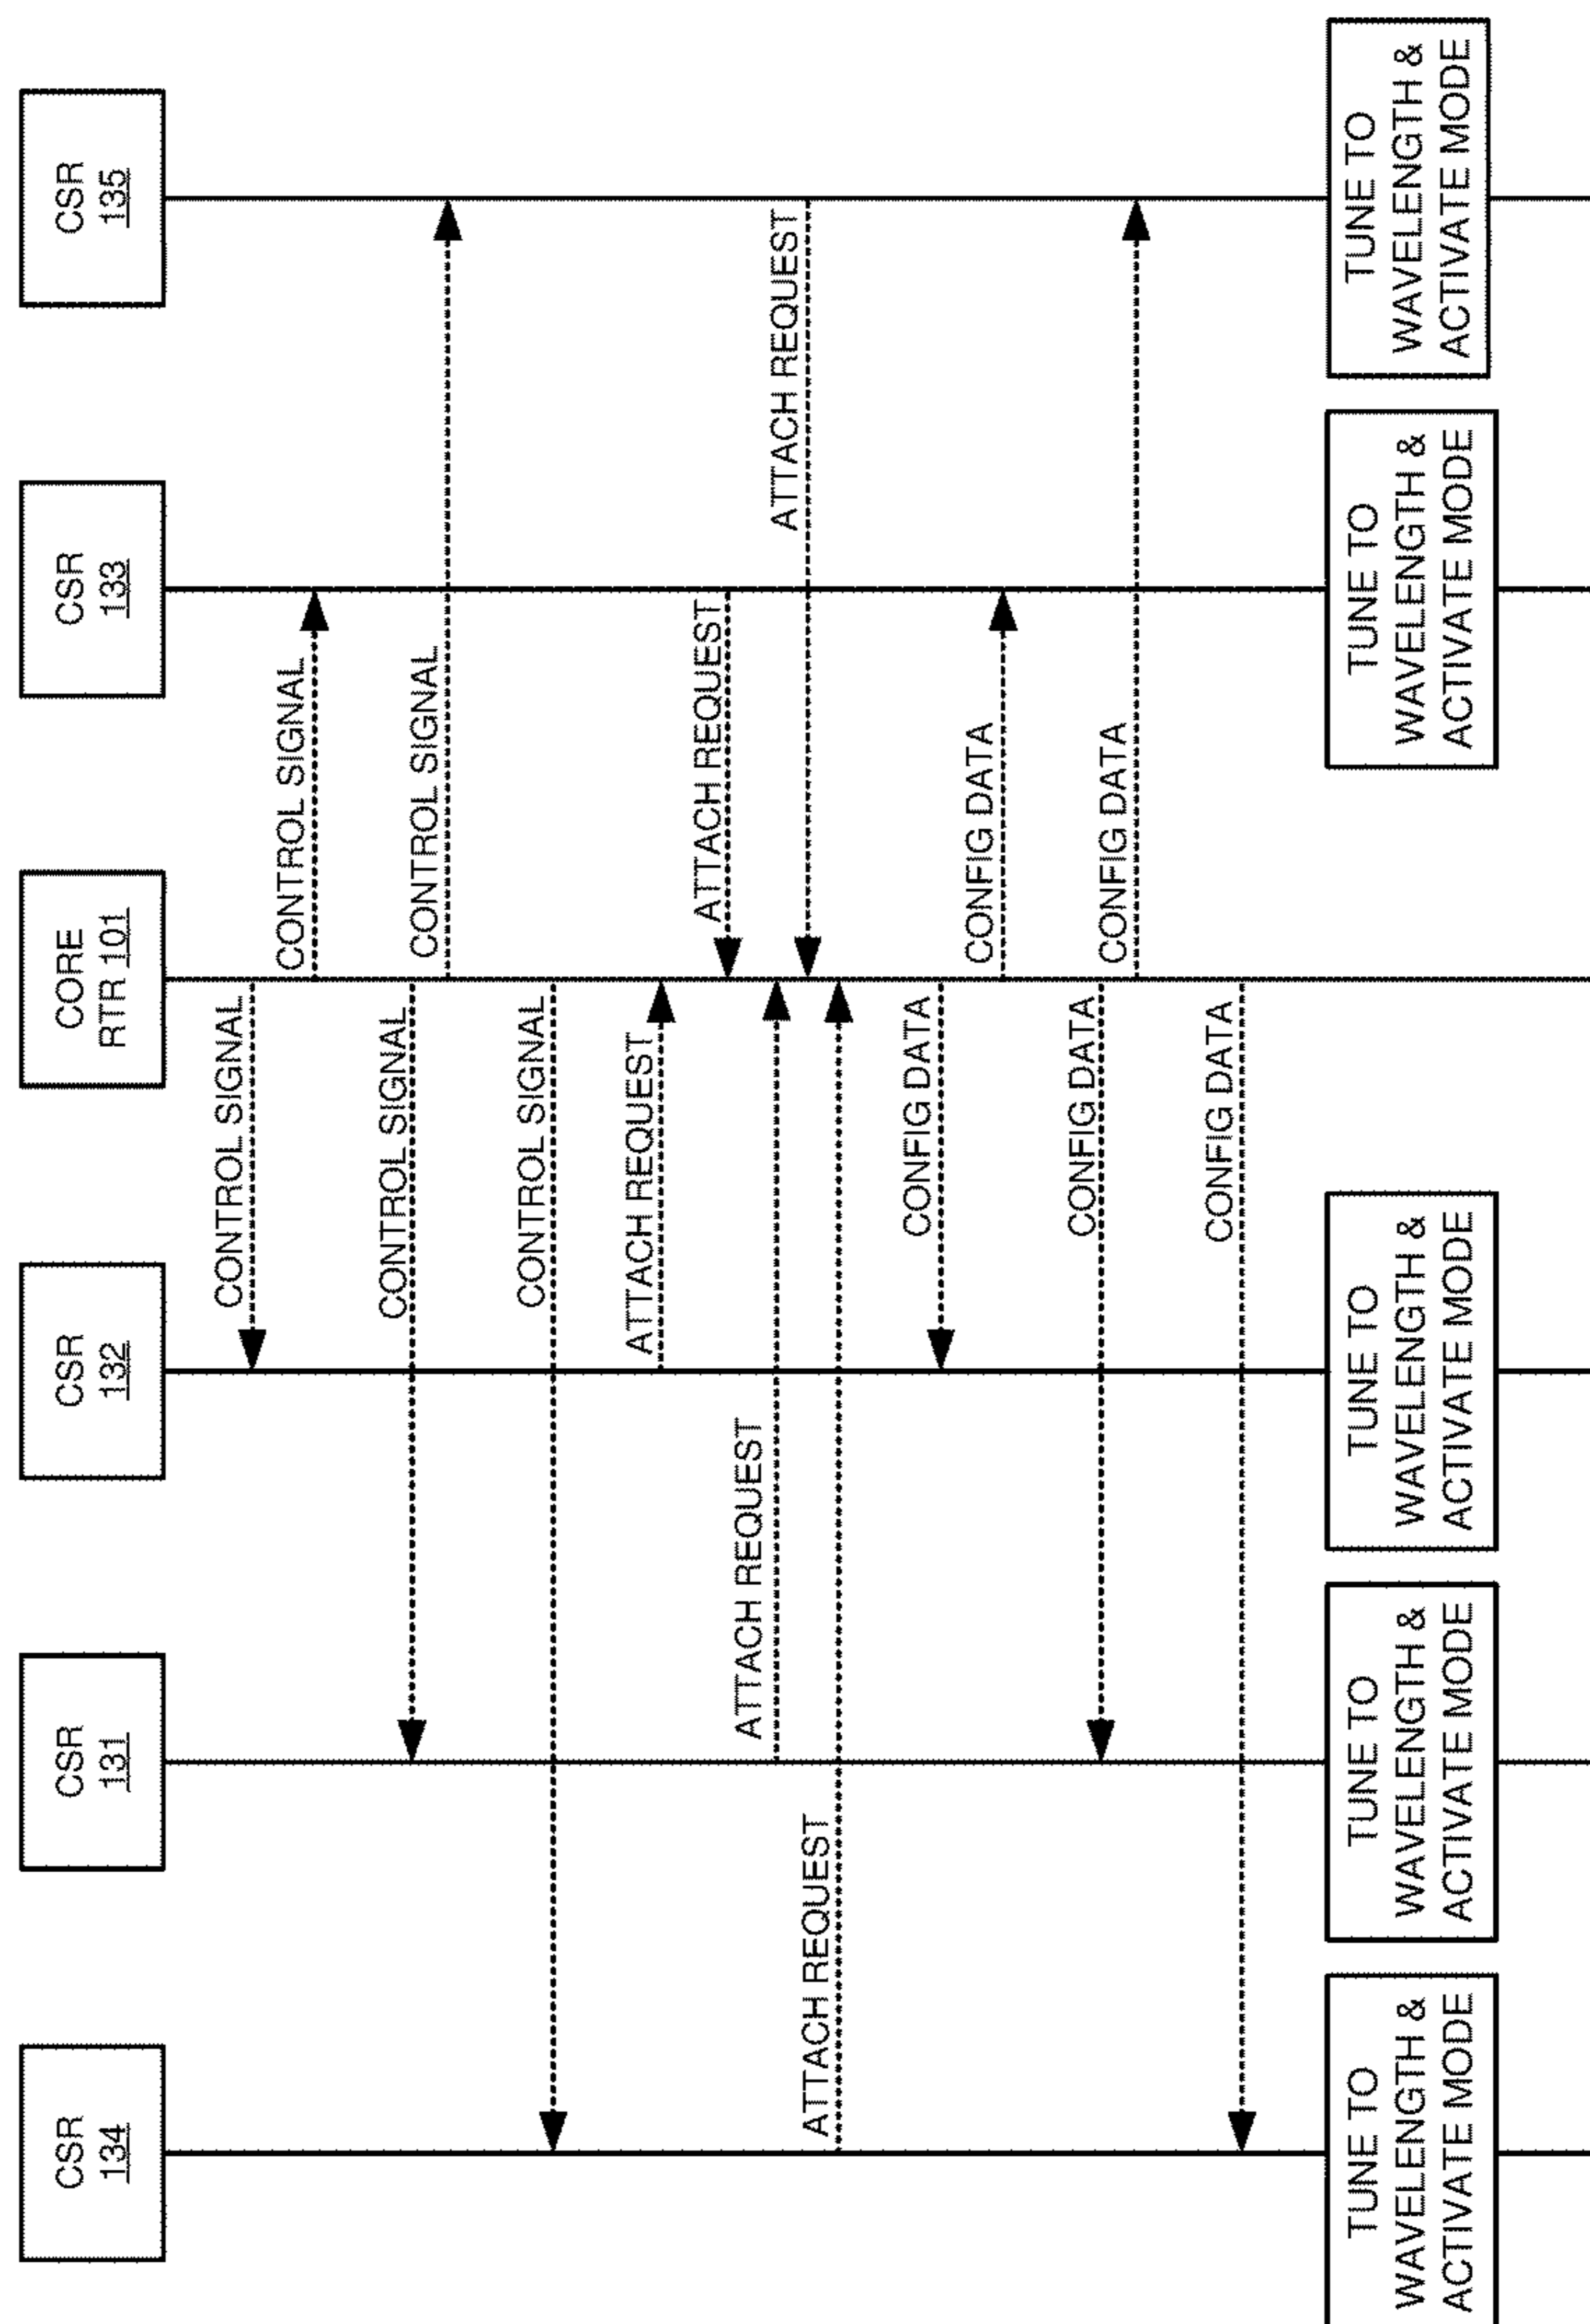 CSR
134
CSR
131
CSR
132
CORE
RTR 101
CSR
133
CSR
135
CONTROL SIGNAL
CONTROL SIGNAL
CONTROL SIGNAL
CONTROL SIGNAL
CONTROL SIGNAL
ATTACH REQUEST
ATTACH REQUEST
ATTACH REQUEST
ATTACH REQUEST
ATTACH REQUEST
CONFIG DATA
CONFIG DATA
CONFIG DATA
CONFIG DATA
CONFIG DATA
TUNE TO
WAVELENGTH &
ACTIVATE MODE
TUNE TO
WAVELENGTH &
ACTIVATE MODE
TUNE TO
WAVELENGTH &
ACTIVATE MODE
TUNE TO
WAVELENGTH &
ACTIVATE MODE
TUNE TO
WAVELENGTH &
ACTIVATE MODE